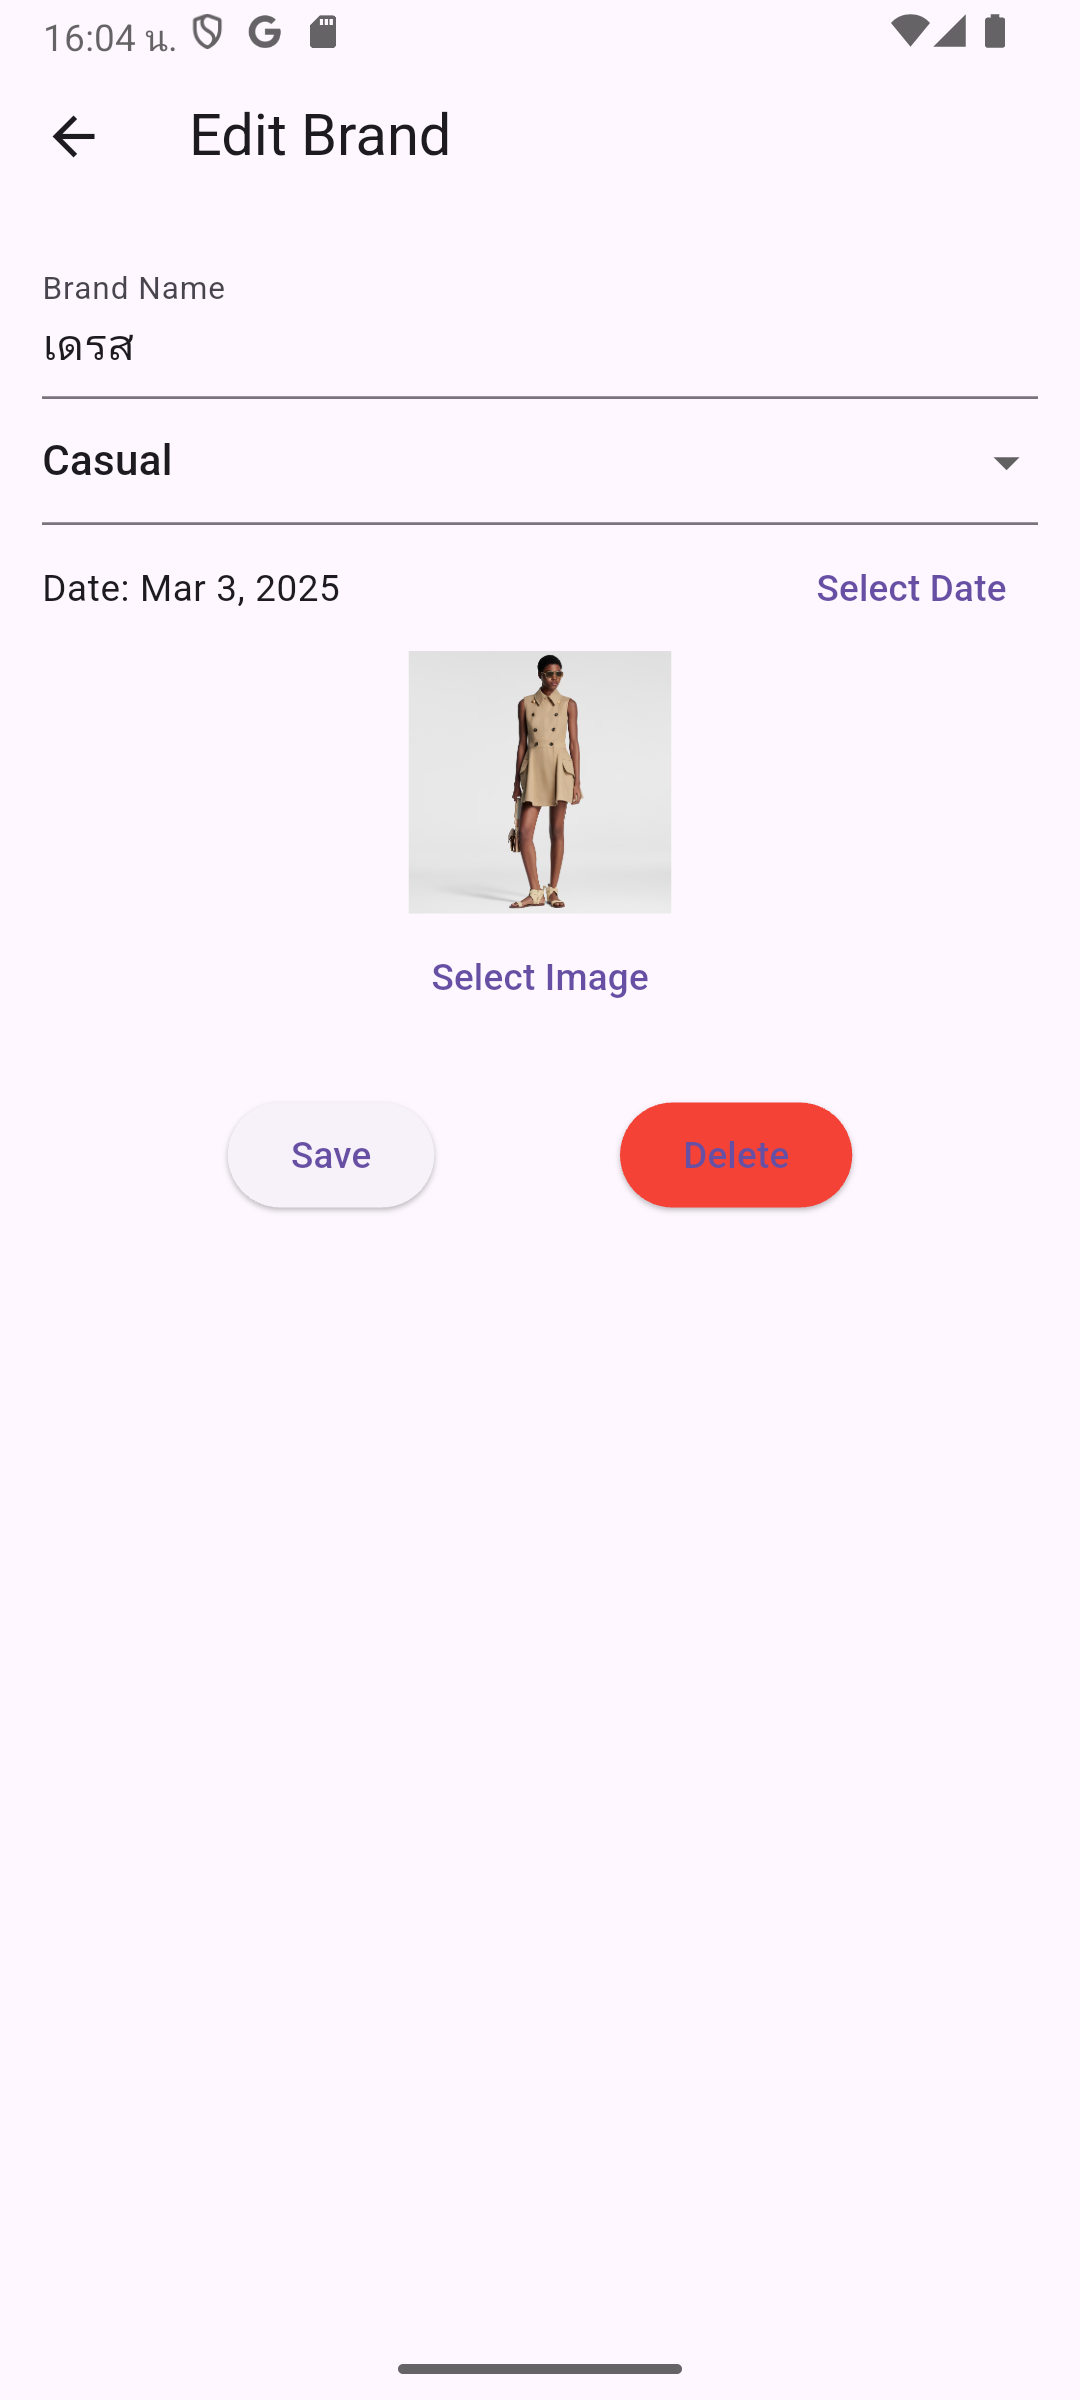 16:04 น.
Edit Brand
Brand Name
เดรส
Casual
Date: Mar 3, 2025 Select Date
Select Image
Save Delete